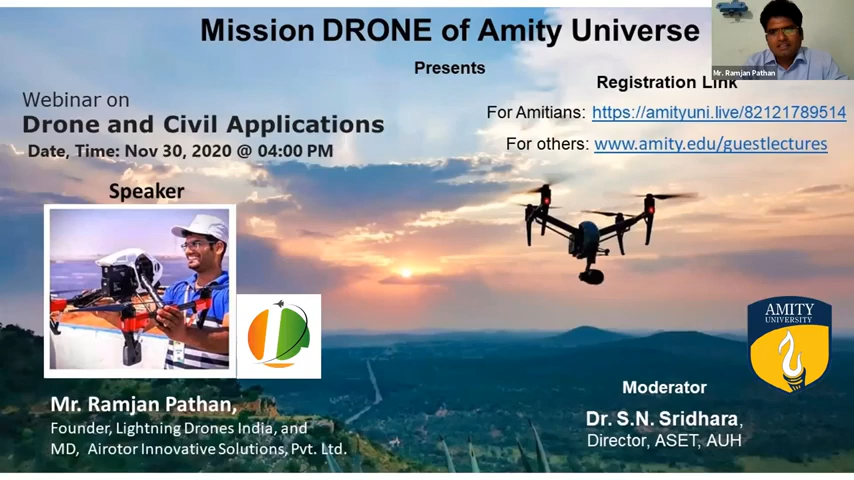 Mission DRONE of Amity Universe
Presents
Mr. Ramjan Pathan
Registration Link
For Amitians: https://amityuni.live/82121789514
For others: www.amity.edu/guestlectures
Webinar on
Drone and Civil Applications
Date, Time: Nov 30, 2020 @ 04:00 PM
Speaker
Mr. Ramjan Pathan,
Founder, Lightning Drones India, and
MD, Airotor Innovative Solutions, Pvt. Ltd.
AMITY
UNIVERSITY
Moderator
Dr. S.N. Sridhara,
Director, ASET, AUH